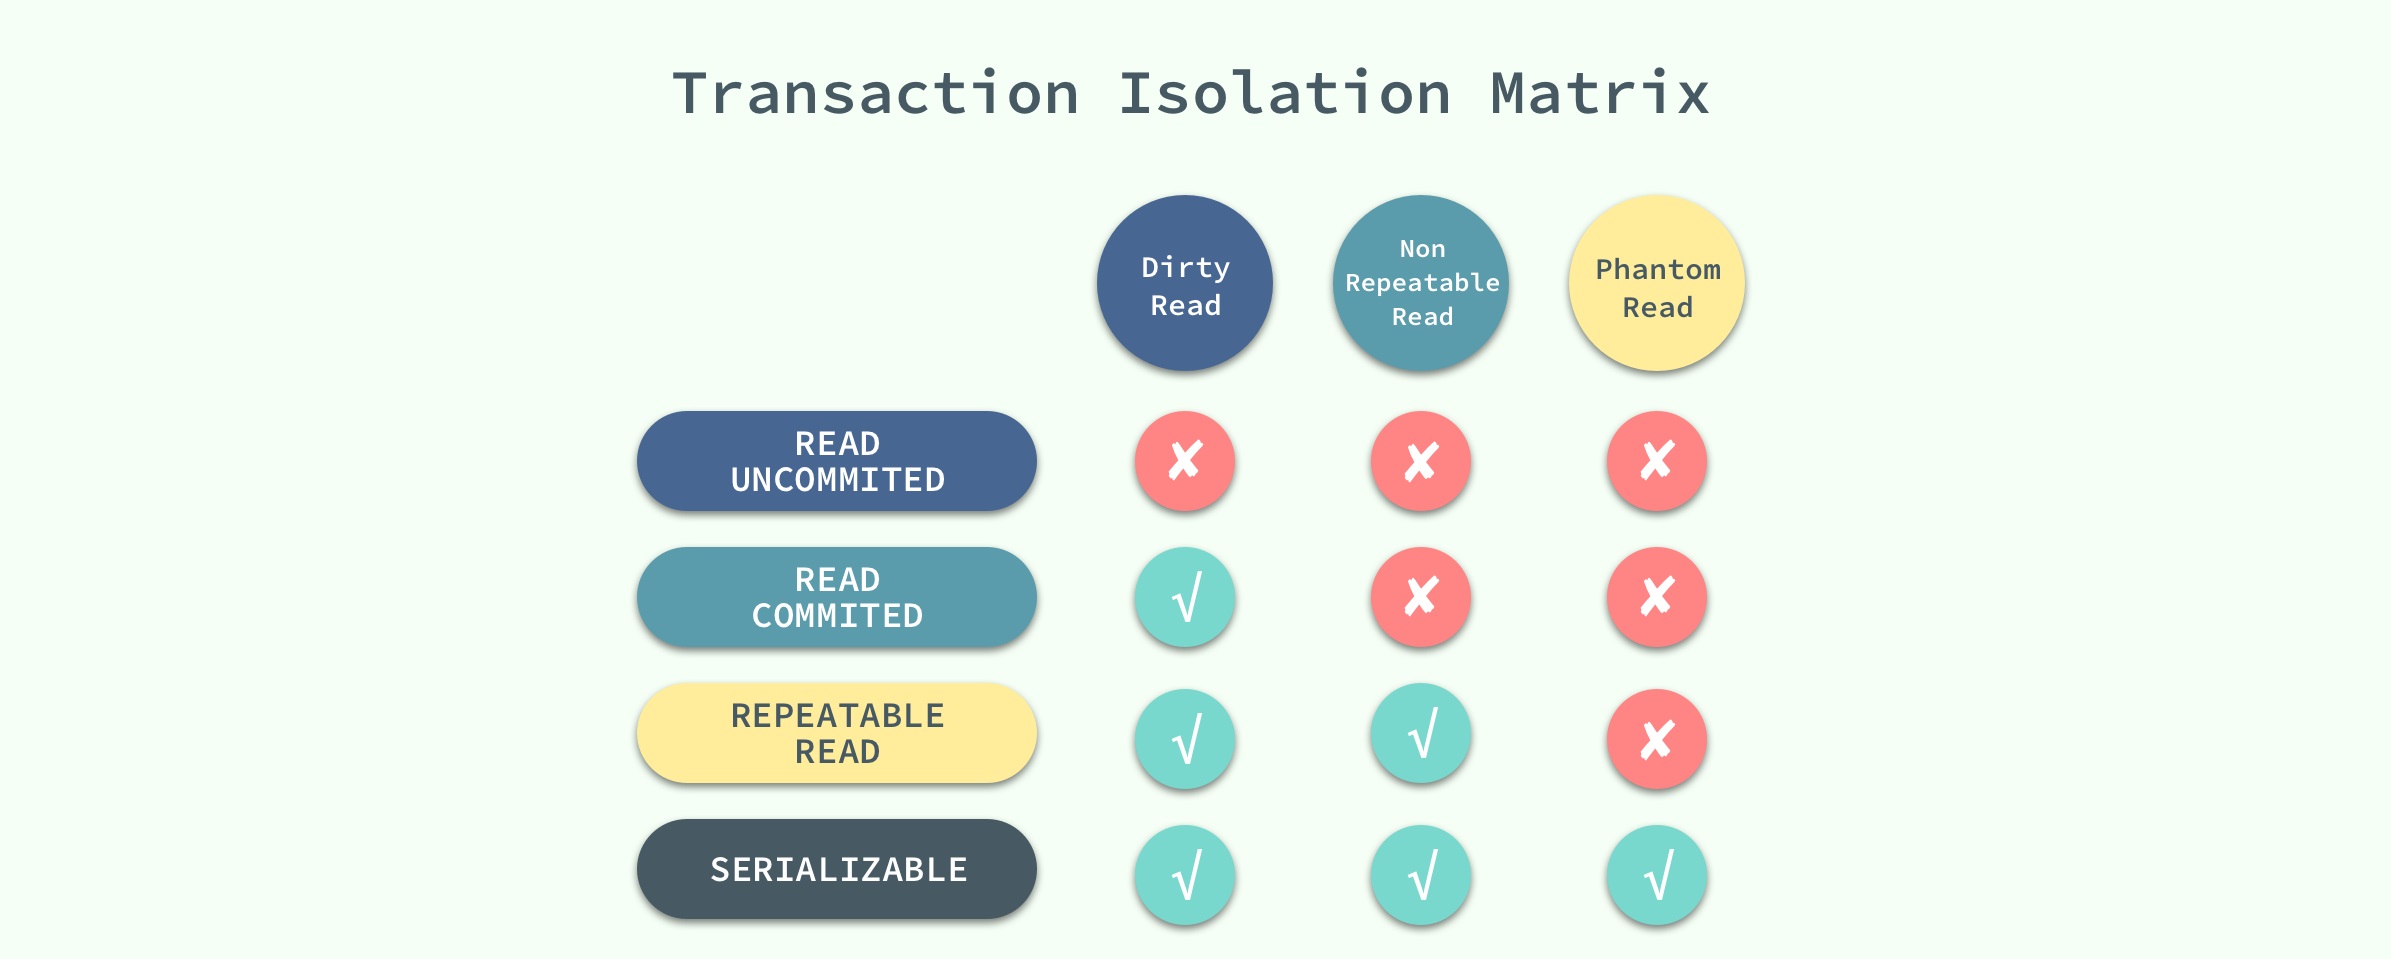 Transaction Isolation Matrix
Dirty
Read
Non
Repeatable
Read
Phantom
Read
READ
UNCOMMITED
✘ ✘ ✘
READ
COMMITED
√ ✘ ✘
REPEATABLE
READ
√ √ ✘
SERIALIZABLE
√ √ √